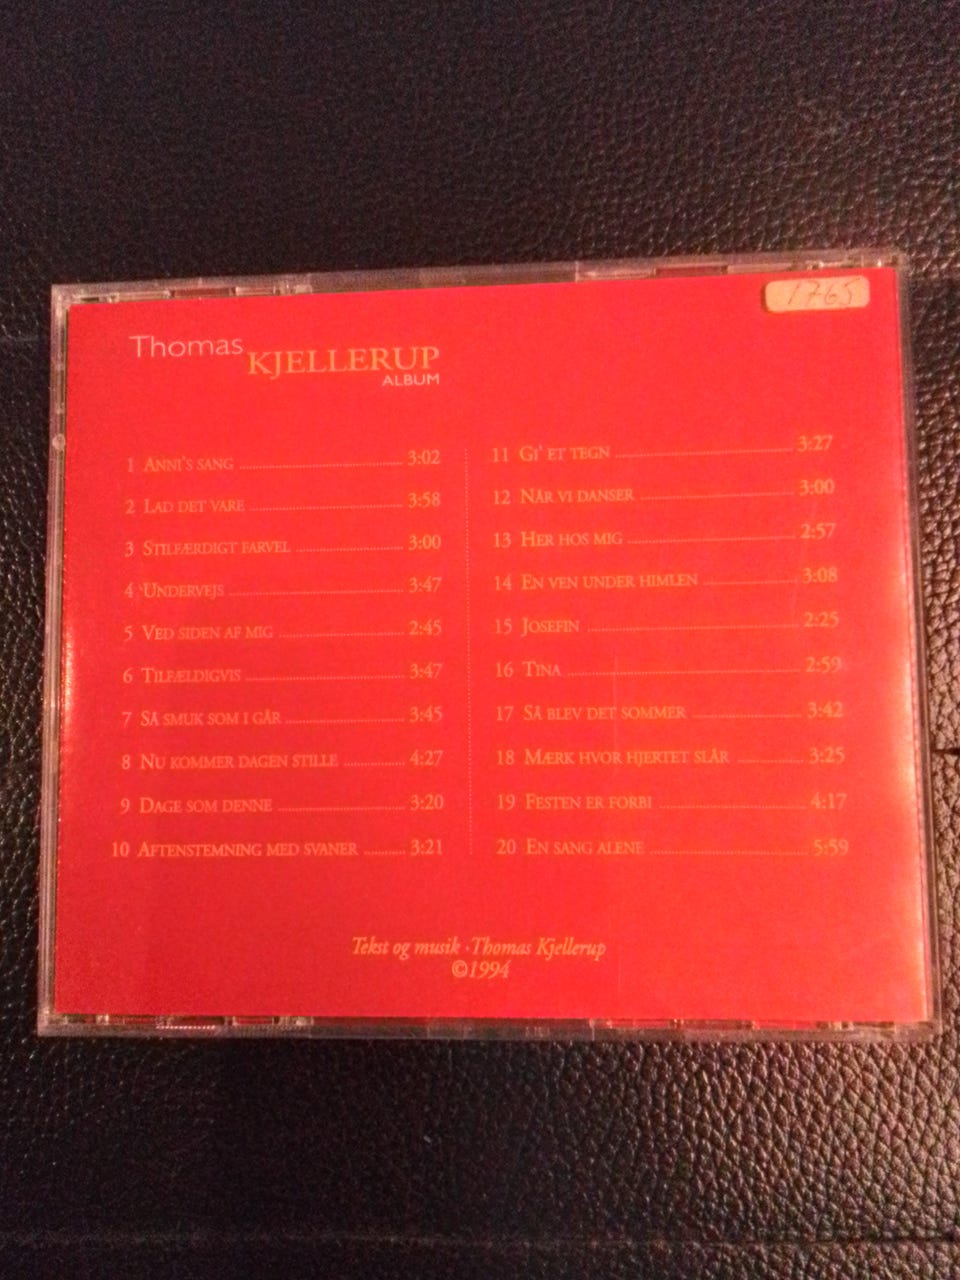 1765
Thomas
KJELLERUP
ALBUM
1 ANNI'S SANG 3:02
2 LAD DET VARE 3:58
3 STILFÆRDIGT FARVEL 3:00
4 UNDERVEJS 3:47
5 VED SIDEN AF MIG 2:45
6 TILFÆLDIGVIS 3:47
7 SÅ SMUK SOM I GÅR 3:45
8 NU KOMMER DAGEN STILLE 4:27
9 DAGE SOM DENNE 3:20
10 AFTENSTEMNING MED SVANER 3:21
11 GI' ET TEGN 3:27
12 NÅR VI DANSER 3:00
13 HER HOS MIG 2:57
14 EN VEN UNDER HIMLEN 3:08
15 JOSEFIN 2:25
16 TINA 2:59
17 SÅ BLEV DET SOMMER 3:42
18 MÆRK HVOR HJERTET SLÅR 3:25
19 FESTEN ER FORBI 4:17
20 EN SANG ALENE 5:59
Tekst og musik · Thomas Kjellerup
©1994